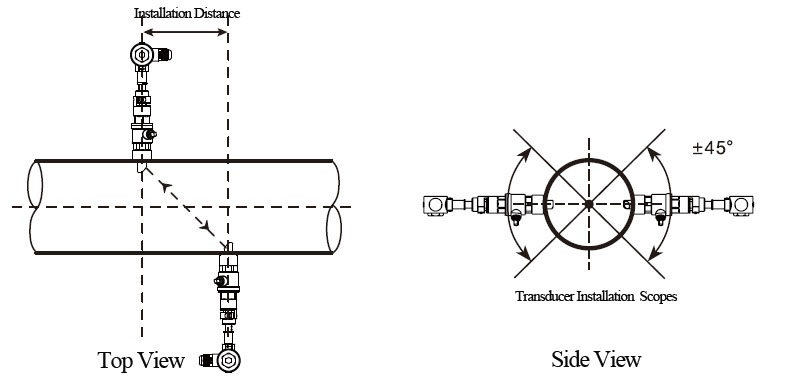 Installation Distance
±45°
Transducer Installation Scopes
Top View
Side View